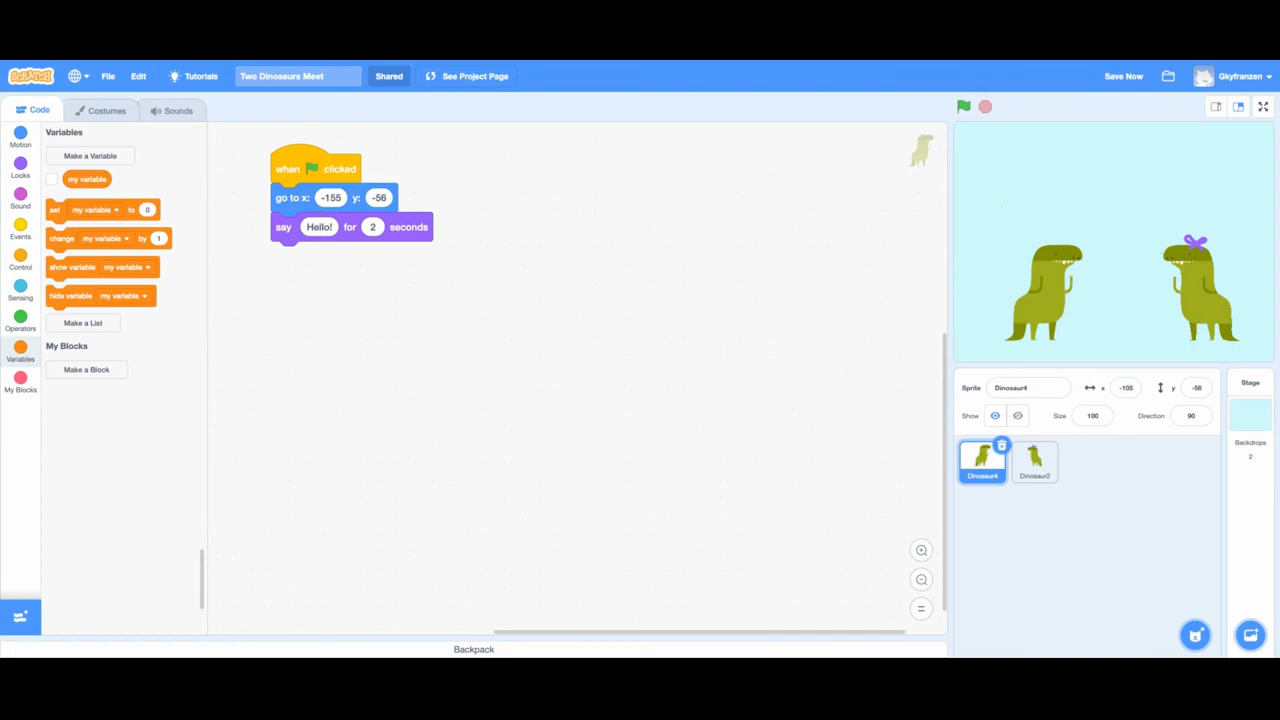 SCRATCH File Edit Tutorials Two Dinosaurs Meet Shared See Project Page Save Now Gkyfranzen
Code Costumes Sounds
Motion
Looks
Sound
Events
Control
Sensing
Operators
Variables
My Blocks
Variables
Make a Variable
my variable
set my variable to 0
change my variable by 1
show variable my variable
hide variable my variable
Make a List
My Blocks
Make a Block
when clicked
go to x: -155 y: -56
say Hello! for 2 seconds
Backpack
Sprite Dinosaur4 x -105 y -56
Show Size 100 Direction 90
Dinosaur4 Dinosaur2
Stage
Backdrops
2